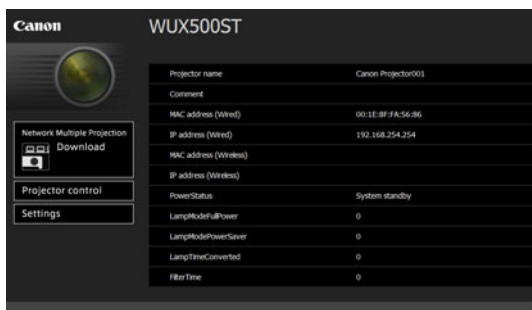 Canon
WUX500ST
Projector name Canon Projector001
Comment
MAC address (Wired) 00:1E:8F:FA:56:86
IP address (Wired) 192.168.254.254
MAC address (Wireless)
IP address (Wireless)
PowerStatus System standby
LampModeFullPower 0
LampModePowerSaver 0
LampTimeConverted 0
FilterTime 0
Network Multiple Projection
Download
Projector control
Settings